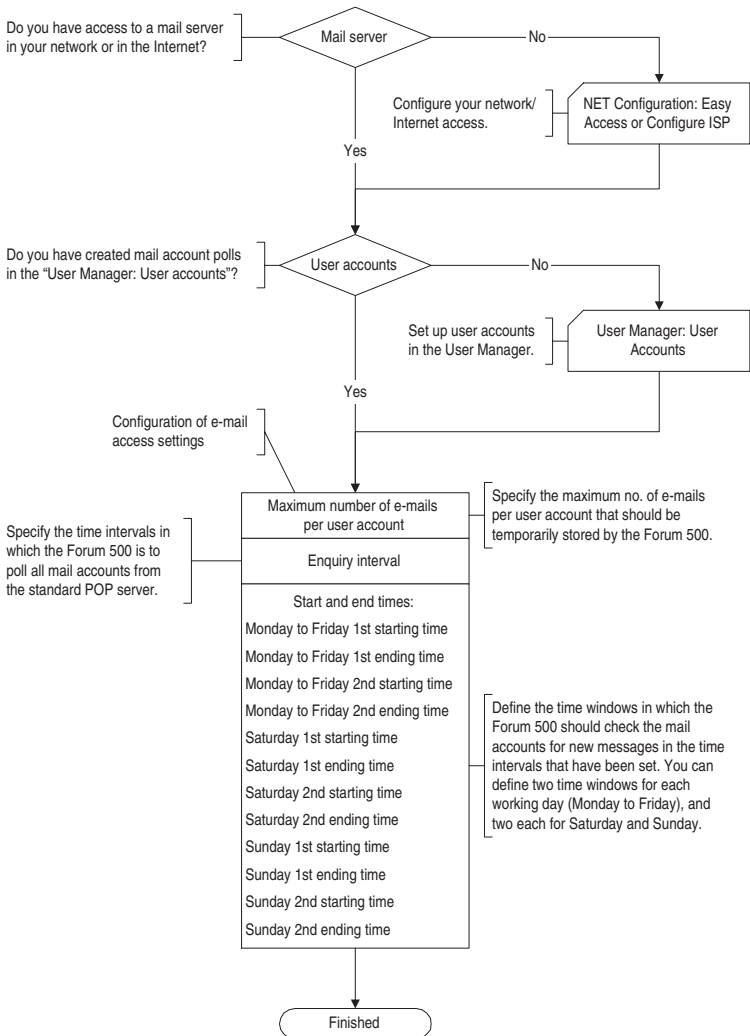 Do you have access to a mail server
in your network or in the Internet?
Mail server
No
Configure your network/
Internet access.
NET Configuration: Easy
Access or Configure ISP
Yes
Do you have created mail account polls
in the “User Manager: User accounts”?
User accounts
No
Set up user accounts
in the User Manager.
User Manager: User
Accounts
Yes
Configuration of e-mail
access settings
Maximum number of e-mails
per user account
Specify the maximum no. of e-mails
per user account that should be
temporarily stored by the Forum 500.
Specify the time intervals in
which the Forum 500 is to
poll all mail accounts from
the standard POP server.
Enquiry interval
Start and end times:
Monday to Friday 1st starting time
Monday to Friday 1st ending time
Monday to Friday 2nd starting time
Monday to Friday 2nd ending time
Saturday 1st starting time
Saturday 1st ending time
Saturday 2nd starting time
Saturday 2nd ending time
Sunday 1st starting time
Sunday 1st ending time
Sunday 2nd starting time
Sunday 2nd ending time
Define the time windows in which the
Forum 500 should check the mail
accounts for new messages in the time
intervals that have been set. You can
define two time windows for each
working day (Monday to Friday), and
two each for Saturday and Sunday.
Finished